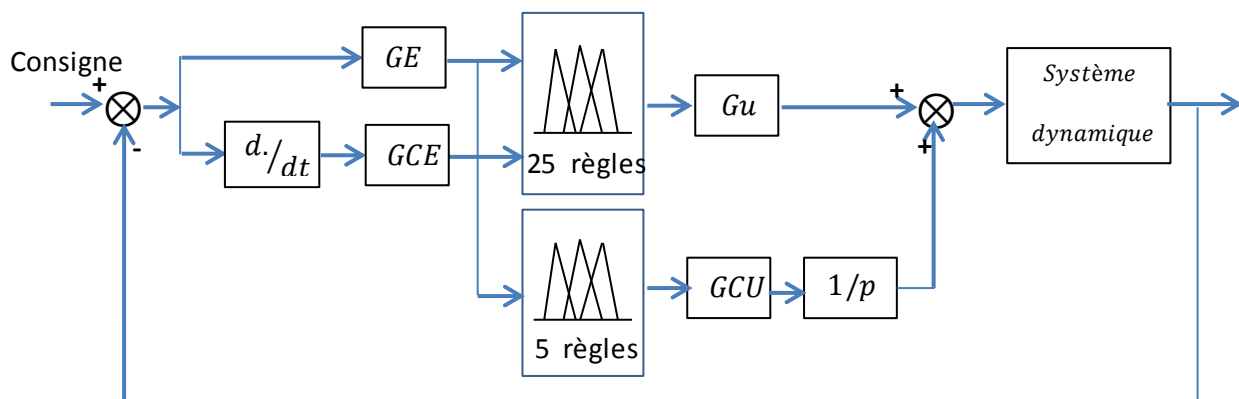 Consigne
+
-
GE
d./dt
GCE
25 règles
Gu
+
+
Système
dynamique
5 règles
GCU
1/p